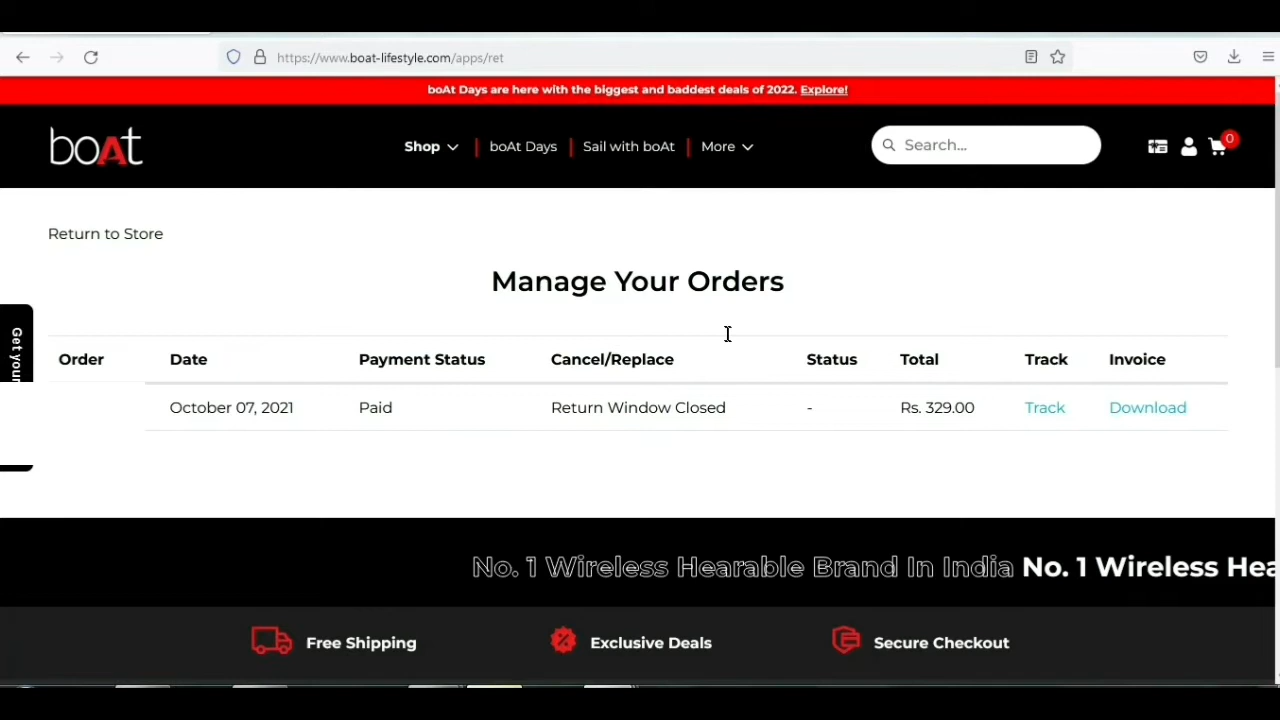 https://www.boat-lifestyle.com/apps/ret
boAt Days are here with the biggest and baddest deals of 2022. Explore!
boAt
Shop
boAt Days
Sail with boAt
More
Search...
0
Return to Store
Manage Your Orders
Get your
Order Date Payment Status Cancel/Replace Status Total Track Invoice
October 07, 2021 Paid Return Window Closed - Rs. 329.00 Track Download
No. 1 Wireless Hearable Brand In India No. 1 Wireless Hea
Free Shipping
Exclusive Deals
Secure Checkout